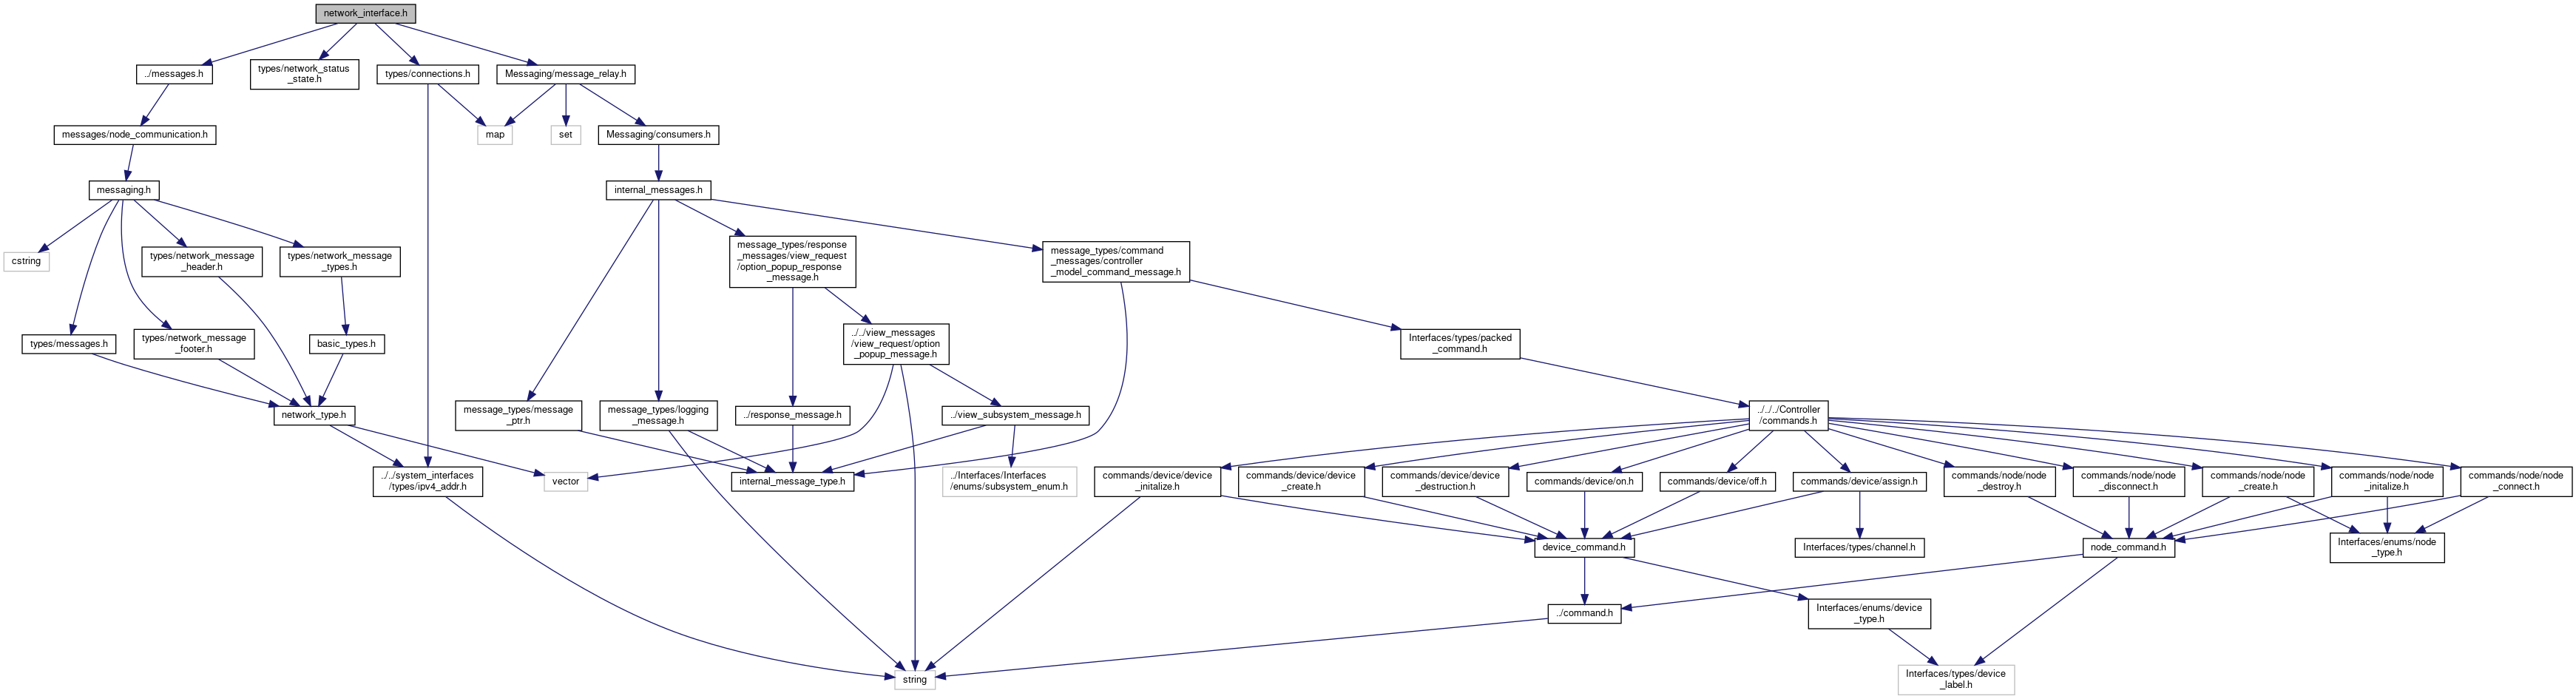 network_interface.h
../messages.h
types/network_status
_state.h
types/connections.h
Messaging/message_relay.h
messages/node_communication.h
map
set
Messaging/consumers.h
messaging.h
internal_messages.h
cstring
types/network_message
_header.h
types/network_message
_types.h
message_types/response
_messages/view_request
/option_popup_response
_message.h
message_types/command
_messages/controller
_model_command_message.h
types/messages.h
types/network_message
_footer.h
basic_types.h
../../view_messages
/view_request/option
_popup_message.h
Interfaces/types/packed
_command.h
network_type.h
message_types/message
_ptr.h
message_types/logging
_message.h
../response_message.h
../view_subsystem_message.h
../../../Controller
/commands.h
../../system_interfaces
/types/ipv4_addr.h
vector
internal_message_type.h
../Interfaces/Interfaces
/enums/subsystem_enum.h
commands/device/device
_initalize.h
commands/device/device
_create.h
commands/device/device
_destruction.h
commands/device/on.h
commands/device/off.h
commands/device/assign.h
commands/node/node
_destroy.h
commands/node/node
_disconnect.h
commands/node/node
_create.h
commands/node/node
_initalize.h
commands/node/node
_connect.h
device_command.h
Interfaces/types/channel.h
node_command.h
Interfaces/enums/node
_type.h
../command.h
Interfaces/enums/device
_type.h
string
Interfaces/types/device
_label.h